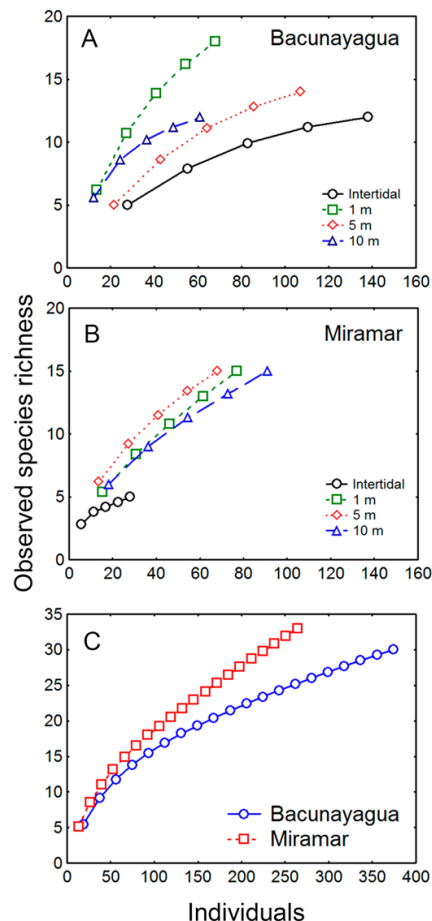 A
Bacunayagua
20
15
10
5
0
Intertidal
1 m
5 m
10 m
0 20 40 60 80 100 120 140 160
B
Miramar
20
15
10
5
0
Intertidal
1 m
5 m
10 m
0 20 40 60 80 100 120 140 160
Observed species richness
C
35
30
25
20
15
10
5
0
Bacunayagua
Miramar
0 50 100 150 200 250 300 350 400
Individuals